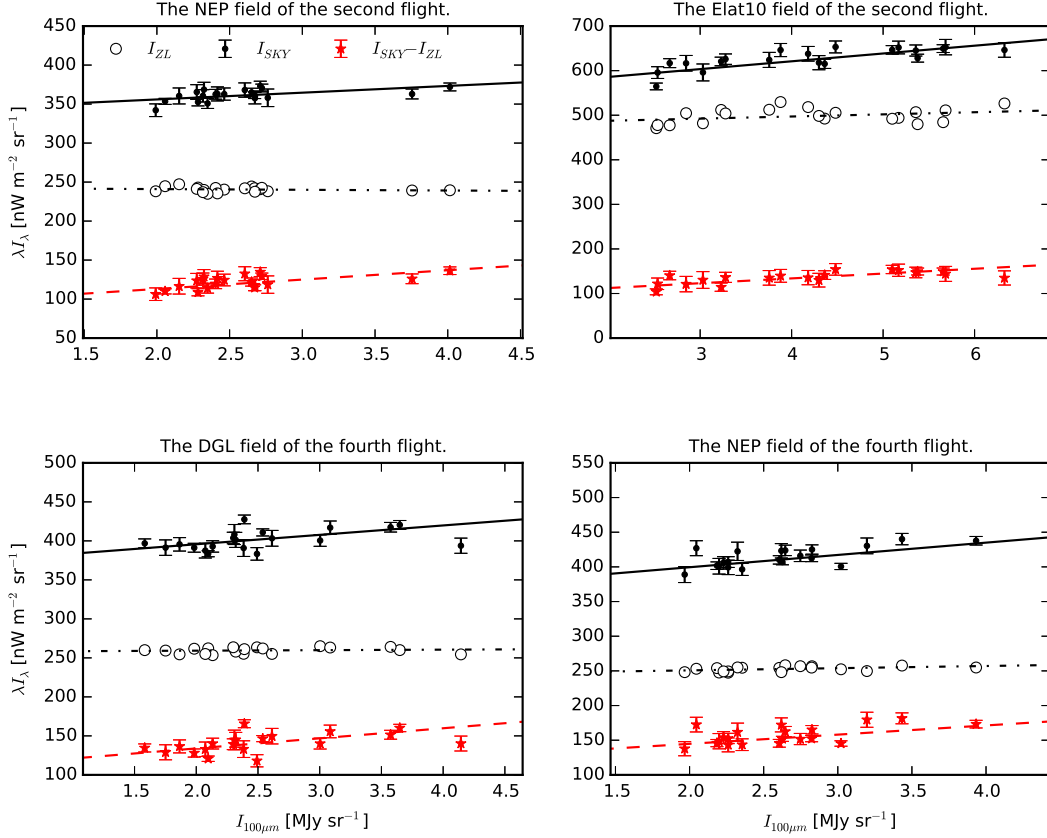 The NEP field of the second flight.
I_ZL I_SKY I_SKY−I_ZL
450
400
350
300
250
200
150
100
50
1.5 2.0 2.5 3.0 3.5 4.0 4.5
λI_λ [nW m⁻² sr⁻¹]
The Elat10 field of the second flight.
700
600
500
400
300
200
100
0
3 4 5 6
The DGL field of the fourth flight.
500
450
400
350
300
250
200
150
100
1.5 2.0 2.5 3.0 3.5 4.0 4.5
λI_λ [nW m⁻² sr⁻¹]
I_100μm [MJy sr⁻¹]
The NEP field of the fourth flight.
550
500
450
400
350
300
250
200
150
100
1.5 2.0 2.5 3.0 3.5 4.0
I_100μm [MJy sr⁻¹]